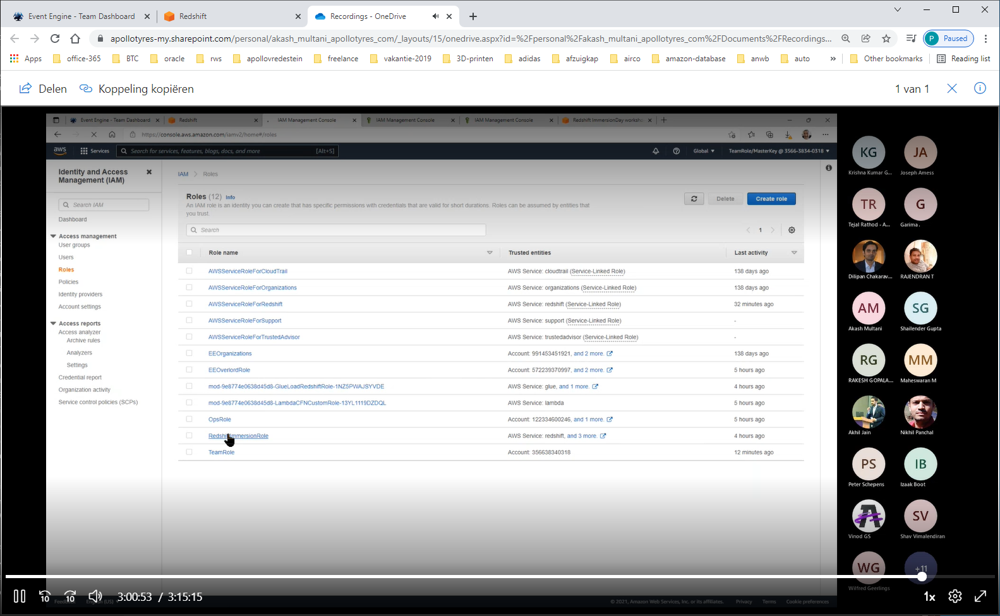 Event Engine - Team Dashboard
Redshift
Recordings - OneDrive
apollotyres-my.sharepoint.com/personal/akash_multani_apollotyres_com/_layouts/15/onedrive.aspx?id=%2Fpersonal%2Fakash_multani_apollotyres_com%2FDocuments%2FRecordings...
P Paused
Apps office-365 BTC oracle rws apollovredestein freelance vakantie-2019 3D-printen adidas afzuigkap airco amazon-database anwb auto » Other bookmarks Reading list
Delen Koppeling kopiëren 1 van 1
Event Engine - Team Dashboard Redshift IAM Management Console IAM Management Console IAM Management Console Redshift ImmersionDay worksho
https://console.aws.amazon.com/iamv2/home#/roles
aws Services Search for services, features, blogs, docs, and more [Alt+S] Global TeamRole/MasterKey @ 3566-3834-0318
Identity and Access
Management (IAM)
Search IAM
Dashboard
Access management
User groups
Users
Roles
Policies
Identity providers
Account settings
Access reports
Access analyzer
Archive rules
Analyzers
Settings
Credential report
Organization activity
Service control policies (SCPs)
IAM > Roles
Roles (12) Info
An IAM role is an identity you can create that has specific permissions with credentials that are valid for short durations. Roles can be assumed by entities that
you trust.
Delete Create role
Search
1
Role name Trusted entities Last activity
AWSServiceRoleForCloudTrail AWS Service: cloudtrail (Service-Linked Role) 138 days ago
AWSServiceRoleForOrganizations AWS Service: organizations (Service-Linked Role) 138 days ago
AWSServiceRoleForRedshift AWS Service: redshift (Service-Linked Role) 32 minutes ago
AWSServiceRoleForSupport AWS Service: support (Service-Linked Role) -
AWSServiceRoleForTrustedAdvisor AWS Service: trustedadvisor (Service-Linked Role) -
EEOrganizations Account: 991453451921, and 2 more. 138 days ago
EEOverlordRole Account: 572239370997, and 2 more. 5 hours ago
mod-9e8774e0638d45d8-GlueLoadRedshiftRole-1NZ5PWAJSYVDE AWS Service: glue, and 1 more. 4 hours ago
mod-9e8774e0638d45d8-LambdaCFNCustomRole-13YL1119DZDQL AWS Service: lambda 5 hours ago
OpsRole Account: 122334600246, and 1 more. 5 hours ago
RedshiftImmersionRole AWS Service: redshift, and 3 more. 4 hours ago
TeamRole Account: 356638340318 12 minutes ago
KG JA
Krishna Kumar G... Joseph Amess
TR G
Tejal Rathod - A... Garima .
Dilipan Chakarav... RAJENDRAN T
AM SG
Akash Multani Shailender Gupta
RG MM
RAKESH GOPALA... Maheswaran M
Akhil Jain Nikhil Panchal
PS IB
Peter Schepens Izaak Boot
SV
Vinod GS Shav Vimalendiran
WG +11
Wilfred Geerlings
10 10 3:00:53 / 3:15:15 1x
Feedback English (US) © 2021, Amazon Web Services, Inc. or its affiliates. Privacy Terms Cookie preferences